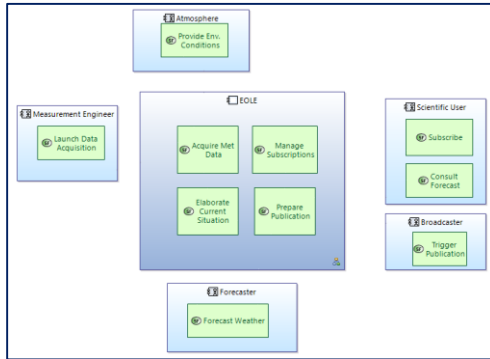 Atmosphere
Provide Env.
Conditions
Measurement Engineer
Launch Data
Acquisition
EOLE
Acquire Met
Data
Manage
Subscriptions
Elaborate
Current
Situation
Prepare
Publication
Scientific User
Subscribe
Consult
Forecast
Broadcaster
Trigger
Publication
Forecaster
Forecast Weather